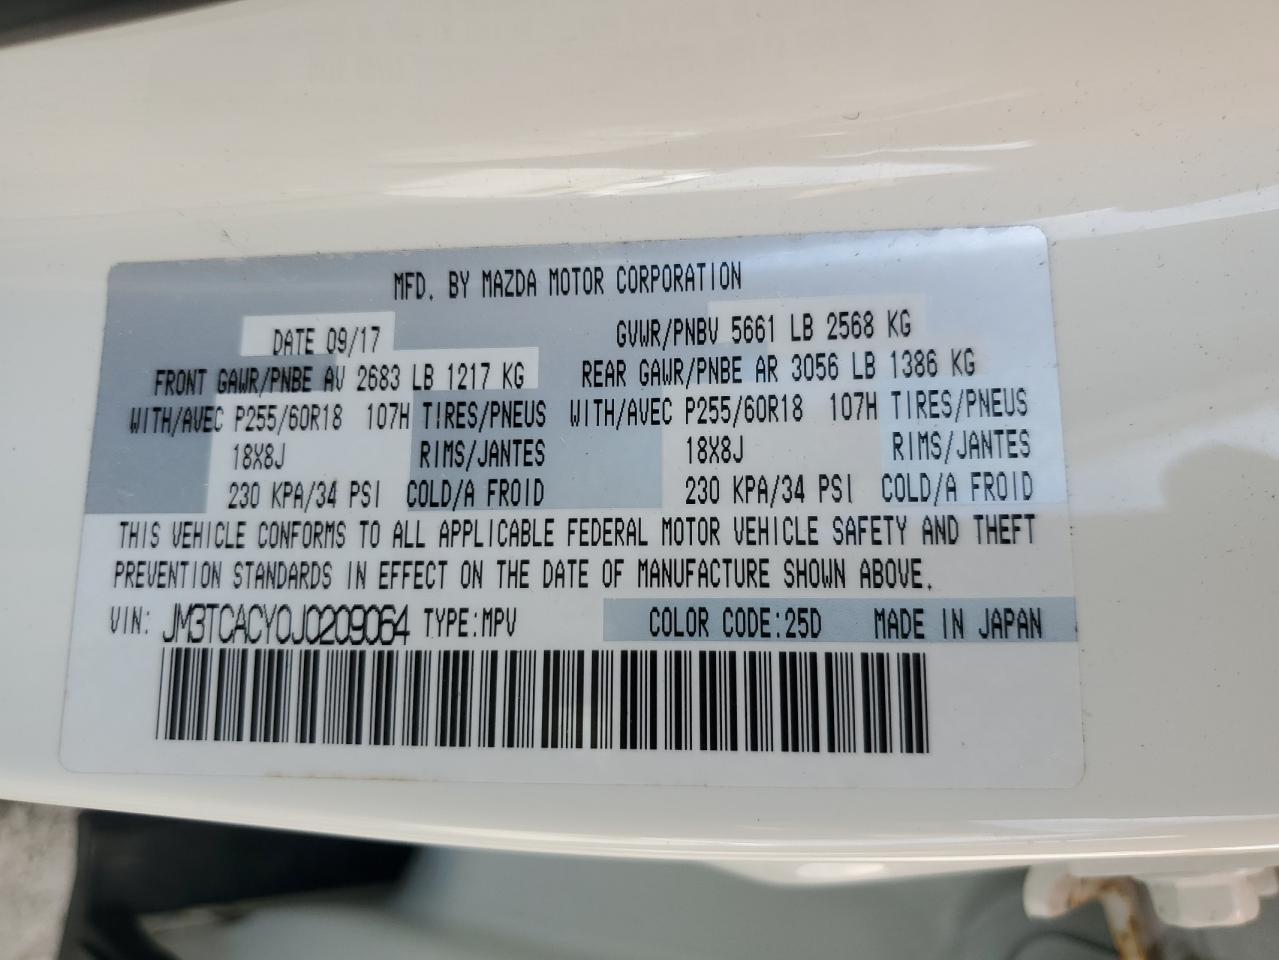 MFD. BY MAZDA MOTOR CORPORATION
DATE 09/17 GVWR/PNBV 5661 LB 2568 KG
FRONT GAWR/PNBE AV 2683 LB 1217 KG REAR GAWR/PNBE AR 3056 LB 1386 KG
WITH/AVEC P255/60R18 107H TIRES/PNEUS WITH/AVEC P255/60R18 107H TIRES/PNEUS
18X8J RIMS/JANTES 18X8J RIMS/JANTES
230 KPA/34 PSI COLD/A FROID 230 KPA/34 PSI COLD/A FROID
THIS VEHICLE CONFORMS TO ALL APPLICABLE FEDERAL MOTOR VEHICLE SAFETY AND THEFT
PREVENTION STANDARDS IN EFFECT ON THE DATE OF MANUFACTURE SHOWN ABOVE.
VIN: JM3TCACY0J0209064 TYPE:MPV COLOR CODE:25D MADE IN JAPAN